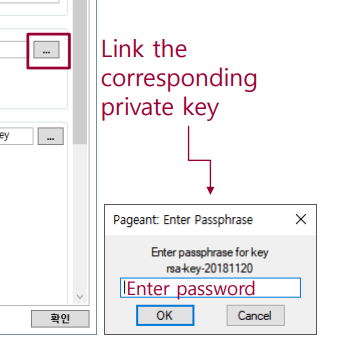 ...
Link the
corresponding
private key
ey
...
Pageant: Enter Passphrase
Enter passphrase for key
rsa-key-20181120
Enter password
OK
Cancel
확인